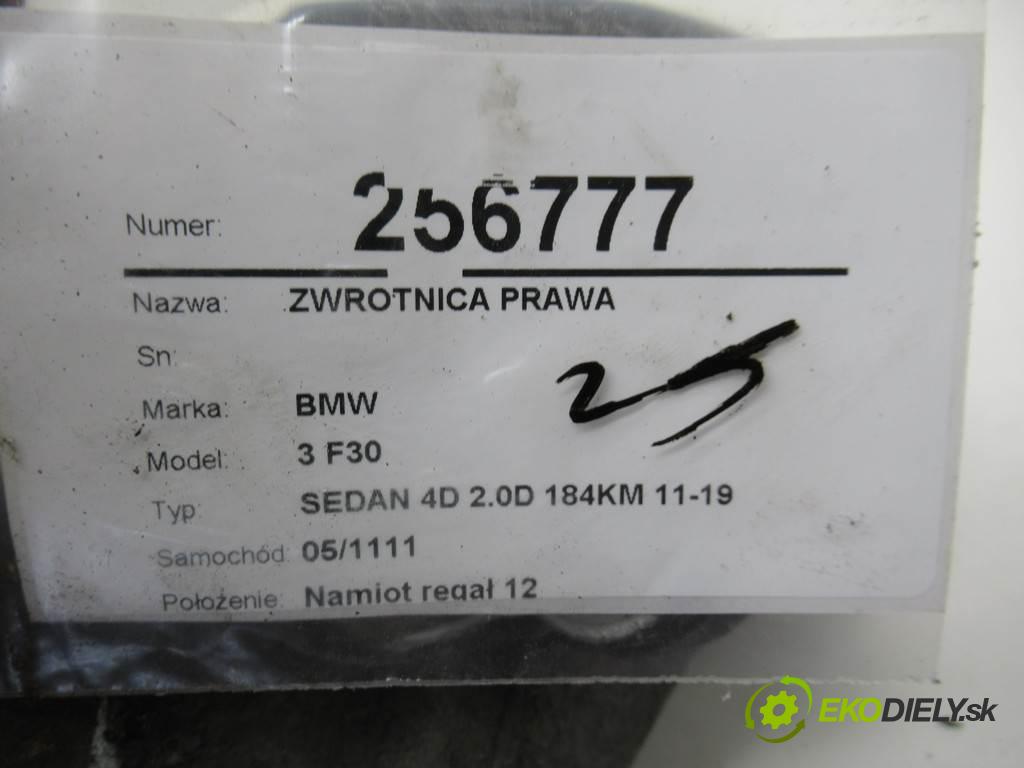 Numer: 256777
Nazwa: ZWROTNICA PRAWA
Sn:
25
Marka: BMW
Model: 3 F30
Typ: SEDAN 4D 2.0D 184KM 11-19
Samochód: 05/1111
Położenie: Namiot regał 12
EKODIELY.sk